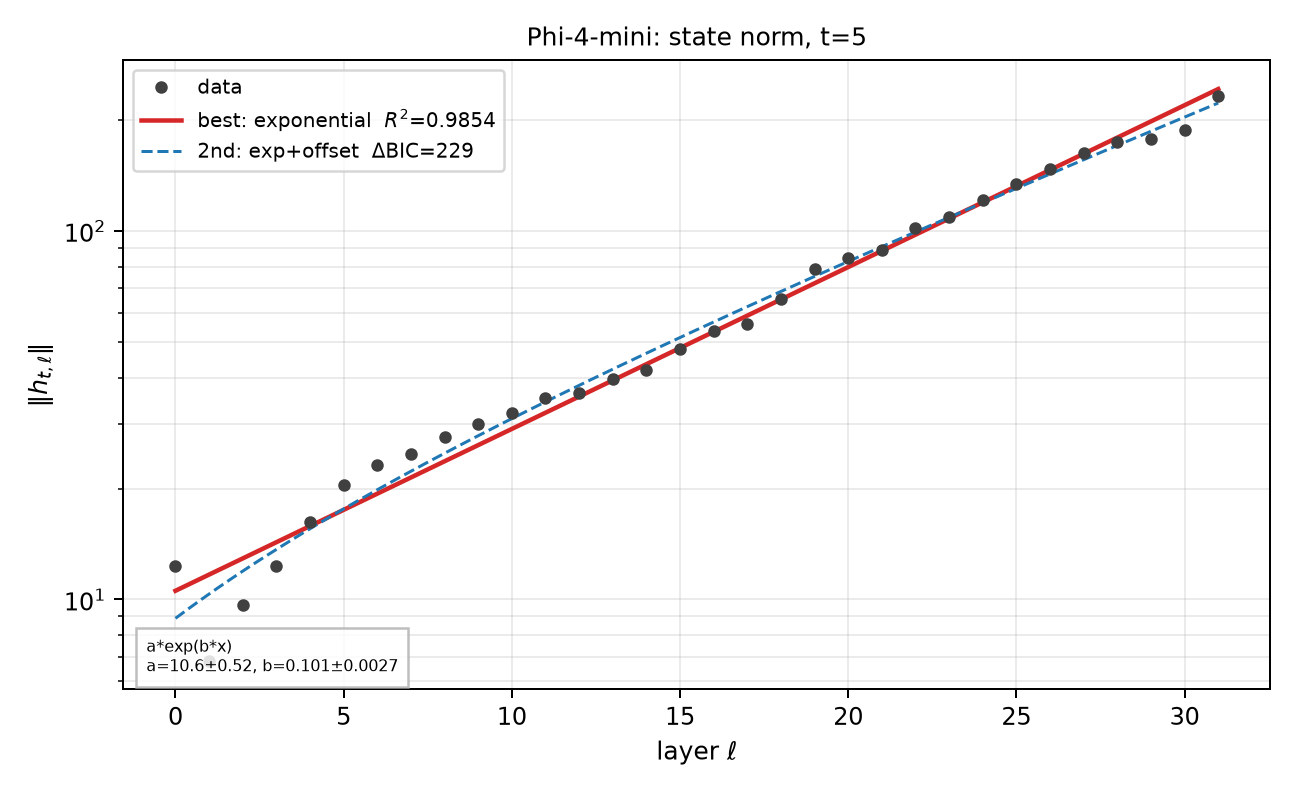 Phi-4-mini: state norm, t=5
data
best: exponential R²=0.9854
2nd: exp+offset ΔBIC=229
10²
10¹
‖hₜ,ℓ‖
a*exp(b*x)
a=10.6±0.52, b=0.101±0.0027
0 5 10 15 20 25 30
layer ℓ